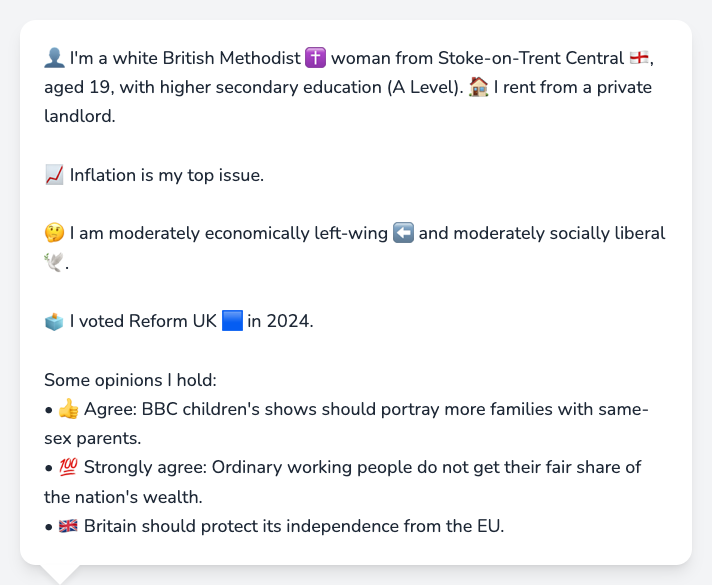 👤 I'm a white British Methodist ✝️ woman from Stoke-on-Trent Central 🏴󠁧󠁢󠁥󠁮󠁧󠁿,
aged 19, with higher secondary education (A Level). 🏠 I rent from a private
landlord.
📈 Inflation is my top issue.
🤔 I am moderately economically left-wing ⬅️ and moderately socially liberal
🕊️.
🗳️ I voted Reform UK 🟦 in 2024.
Some opinions I hold:
• 👍 Agree: BBC children's shows should portray more families with same-
sex parents.
• 💯 Strongly agree: Ordinary working people do not get their fair share of
the nation's wealth.
• 🇬🇧 Britain should protect its independence from the EU.